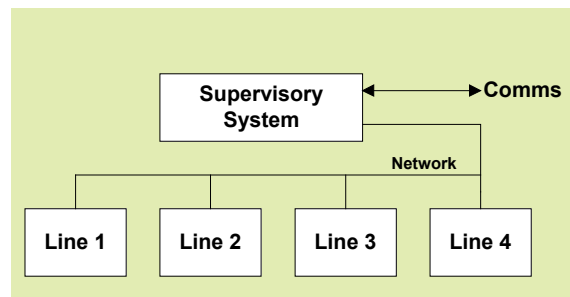 Supervisory
System
Comms
Network
Line 1
Line 2
Line 3
Line 4